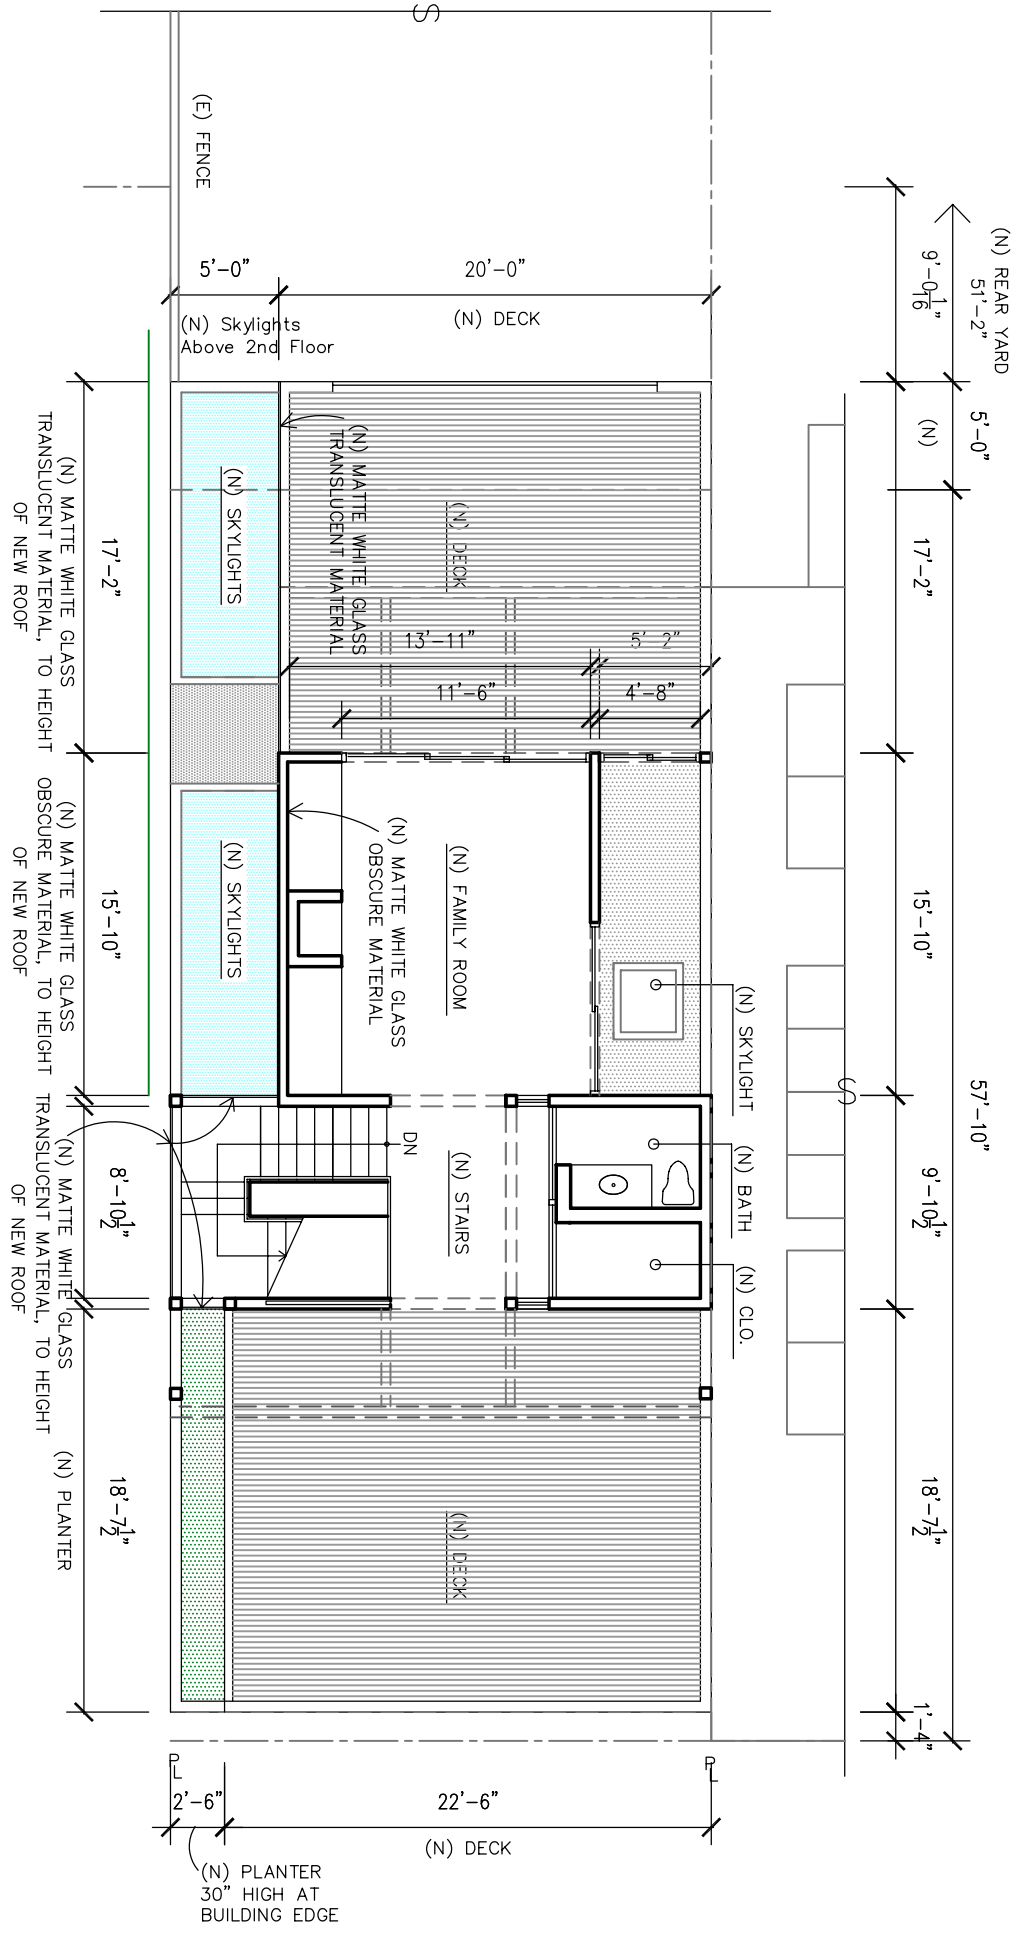 S
(E) FENCE
(N) REAR YARD
51'-2"
9'-0 1/16"
5'-0"
20'-0"
(N) Skylights
Above 2nd Floor
(N) DECK
5'-0"
(N)
(N) MATTE WHITE GLASS
TRANSLUCENT MATERIAL
(N) MATTE WHITE GLASS
TRANSLUCENT MATERIAL, TO HEIGHT
OF NEW ROOF
17'-2"
(N) SKYLIGHTS
(N) DECK
17'-2"
13'-11"
5'-2"
11'-6"
4'-8"
(N) MATTE WHITE GLASS
OBSCURE MATERIAL, TO HEIGHT
OF NEW ROOF
15'-10"
(N) SKYLIGHTS
(N) MATTE WHITE GLASS
OBSCURE MATERIAL
(N) FAMILY ROOM
(N) SKYLIGHT
15'-10"
57'-10"
S
(N) MATTE WHITE GLASS
TRANSLUCENT MATERIAL, TO HEIGHT
OF NEW ROOF
8'-10 1/2"
DN
(N) STAIRS
(N) BATH
(N) CLO.
9'-10 1/2"
(N) PLANTER
18'-7 1/2"
(N) DECK
18'-7 1/2"
1'-4"
PL
PL
2'-6"
22'-6"
(N) DECK
(N) PLANTER
30" HIGH AT
BUILDING EDGE